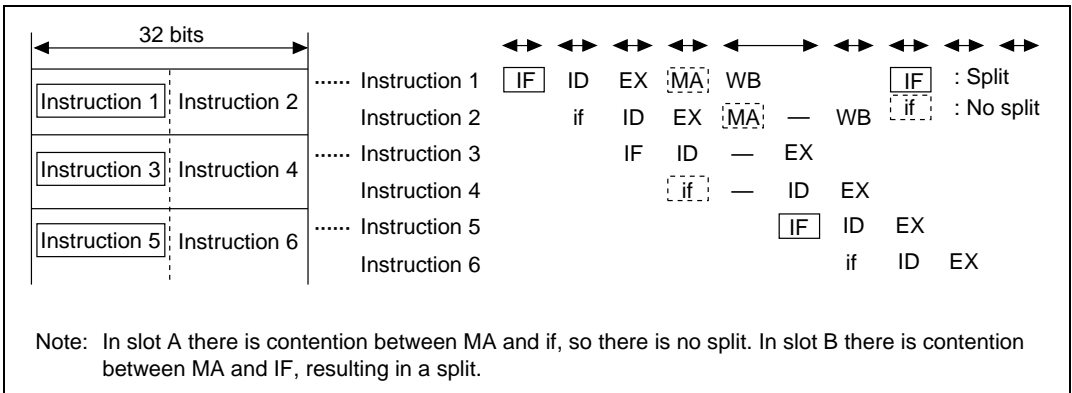 32 bits
Instruction 1 Instruction 2
Instruction 3 Instruction 4
Instruction 5 Instruction 6
...... Instruction 1 IF ID EX MA WB
Instruction 2 if ID EX MA — WB
...... Instruction 3 IF ID — EX
Instruction 4 if — ID EX
...... Instruction 5 IF ID EX
Instruction 6 if ID EX
IF : Split
if : No split
Note: In slot A there is contention between MA and if, so there is no split. In slot B there is contention
between MA and IF, resulting in a split.